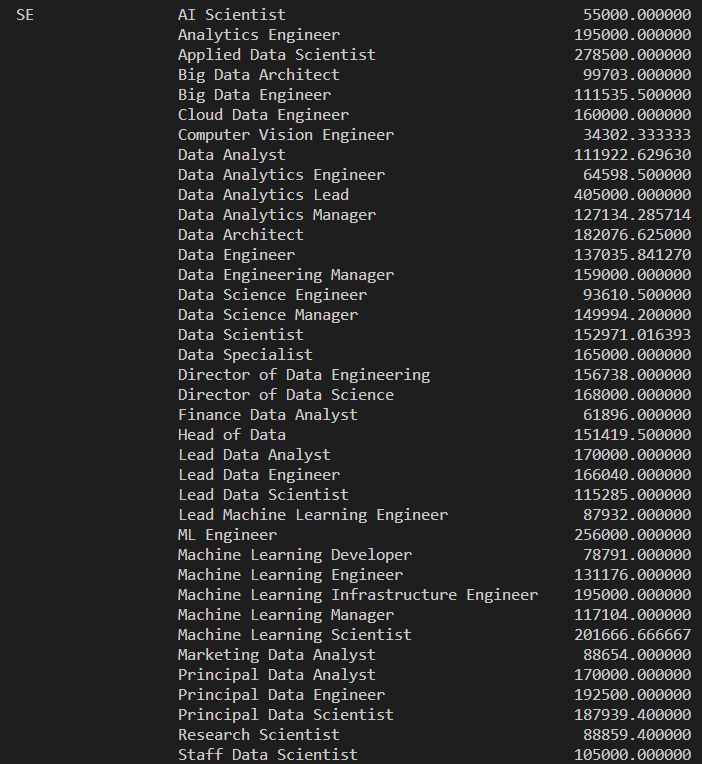 SE AI Scientist 55000.000000
Analytics Engineer 195000.000000
Applied Data Scientist 278500.000000
Big Data Architect 99703.000000
Big Data Engineer 111535.500000
Cloud Data Engineer 160000.000000
Computer Vision Engineer 34302.333333
Data Analyst 111922.629630
Data Analytics Engineer 64598.500000
Data Analytics Lead 405000.000000
Data Analytics Manager 127134.285714
Data Architect 182076.625000
Data Engineer 137035.841270
Data Engineering Manager 159000.000000
Data Science Engineer 93610.500000
Data Science Manager 149994.200000
Data Scientist 152971.016393
Data Specialist 165000.000000
Director of Data Engineering 156738.000000
Director of Data Science 168000.000000
Finance Data Analyst 61896.000000
Head of Data 151419.500000
Lead Data Analyst 170000.000000
Lead Data Engineer 166040.000000
Lead Data Scientist 115285.000000
Lead Machine Learning Engineer 87932.000000
ML Engineer 256000.000000
Machine Learning Developer 78791.000000
Machine Learning Engineer 131176.000000
Machine Learning Infrastructure Engineer 195000.000000
Machine Learning Manager 117104.000000
Machine Learning Scientist 201666.666667
Marketing Data Analyst 88654.000000
Principal Data Analyst 170000.000000
Principal Data Engineer 192500.000000
Principal Data Scientist 187939.400000
Research Scientist 88859.400000
Staff Data Scientist 105000.000000